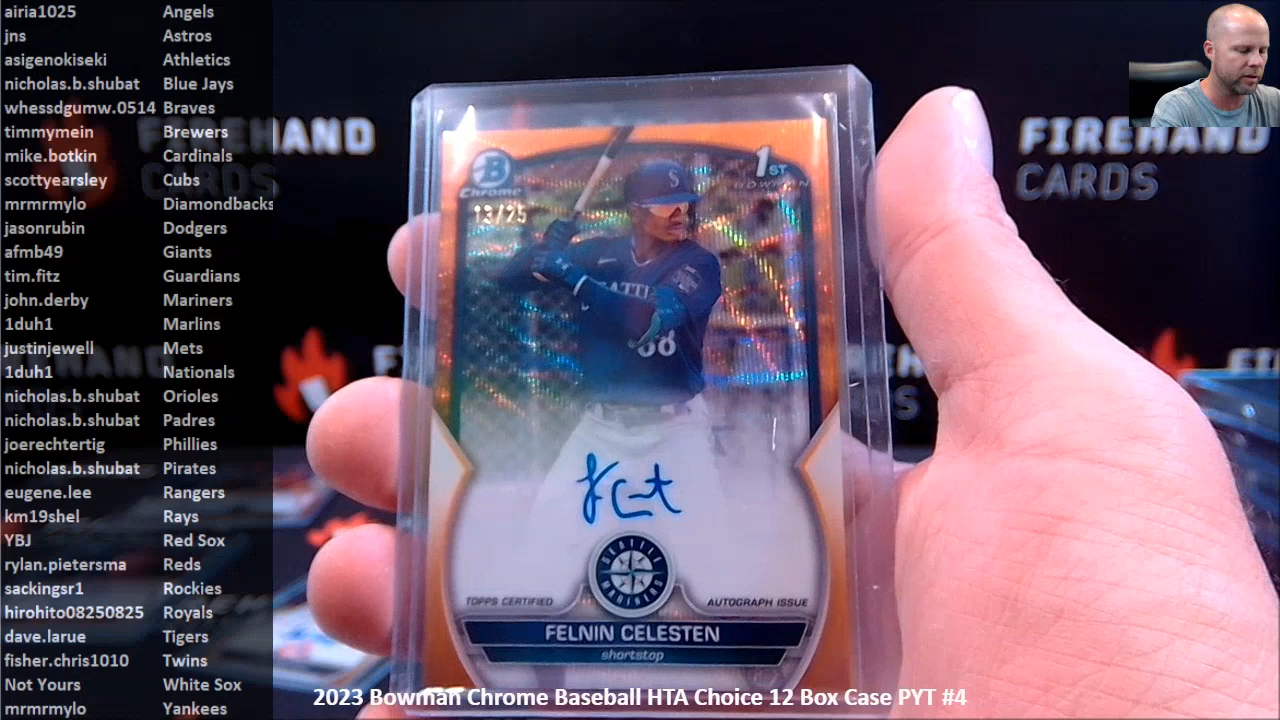 airia1025 Angels
jns Astros
asigenokiseki Athletics
nicholas.b.shubat Blue Jays
whessdgumw.0514 Braves
timmymein Brewers
mike.botkin Cardinals
scottyearsley Cubs
mrmrmylo Diamondbacks
jasonrubin Dodgers
afmb49 Giants
tim.fitz Guardians
john.derby Mariners
1duh1 Marlins
justinjewell Mets
1duh1 Nationals
nicholas.b.shubat Orioles
nicholas.b.shubat Padres
joerechtertig Phillies
nicholas.b.shubat Pirates
eugene.lee Rangers
km19shel Rays
YBJ Red Sox
rylan.pietersma Reds
sackingsr1 Rockies
hirohito08250825 Royals
dave.larue Tigers
fisher.chris1010 Twins
Not Yours White Sox
mrmrmylo Yankees
FIREHAND
CARDS
FIREHAND
CARDS
B
Chrome
13/25
1ST
BOWMAN
S
88
SEATTLE
MARINERS
TOPPS CERTIFIED
AUTOGRAPH ISSUE
FELNIN CELESTEN
shortstop
2023 Bowman Chrome Baseball HTA Choice 12 Box Case PYT #4